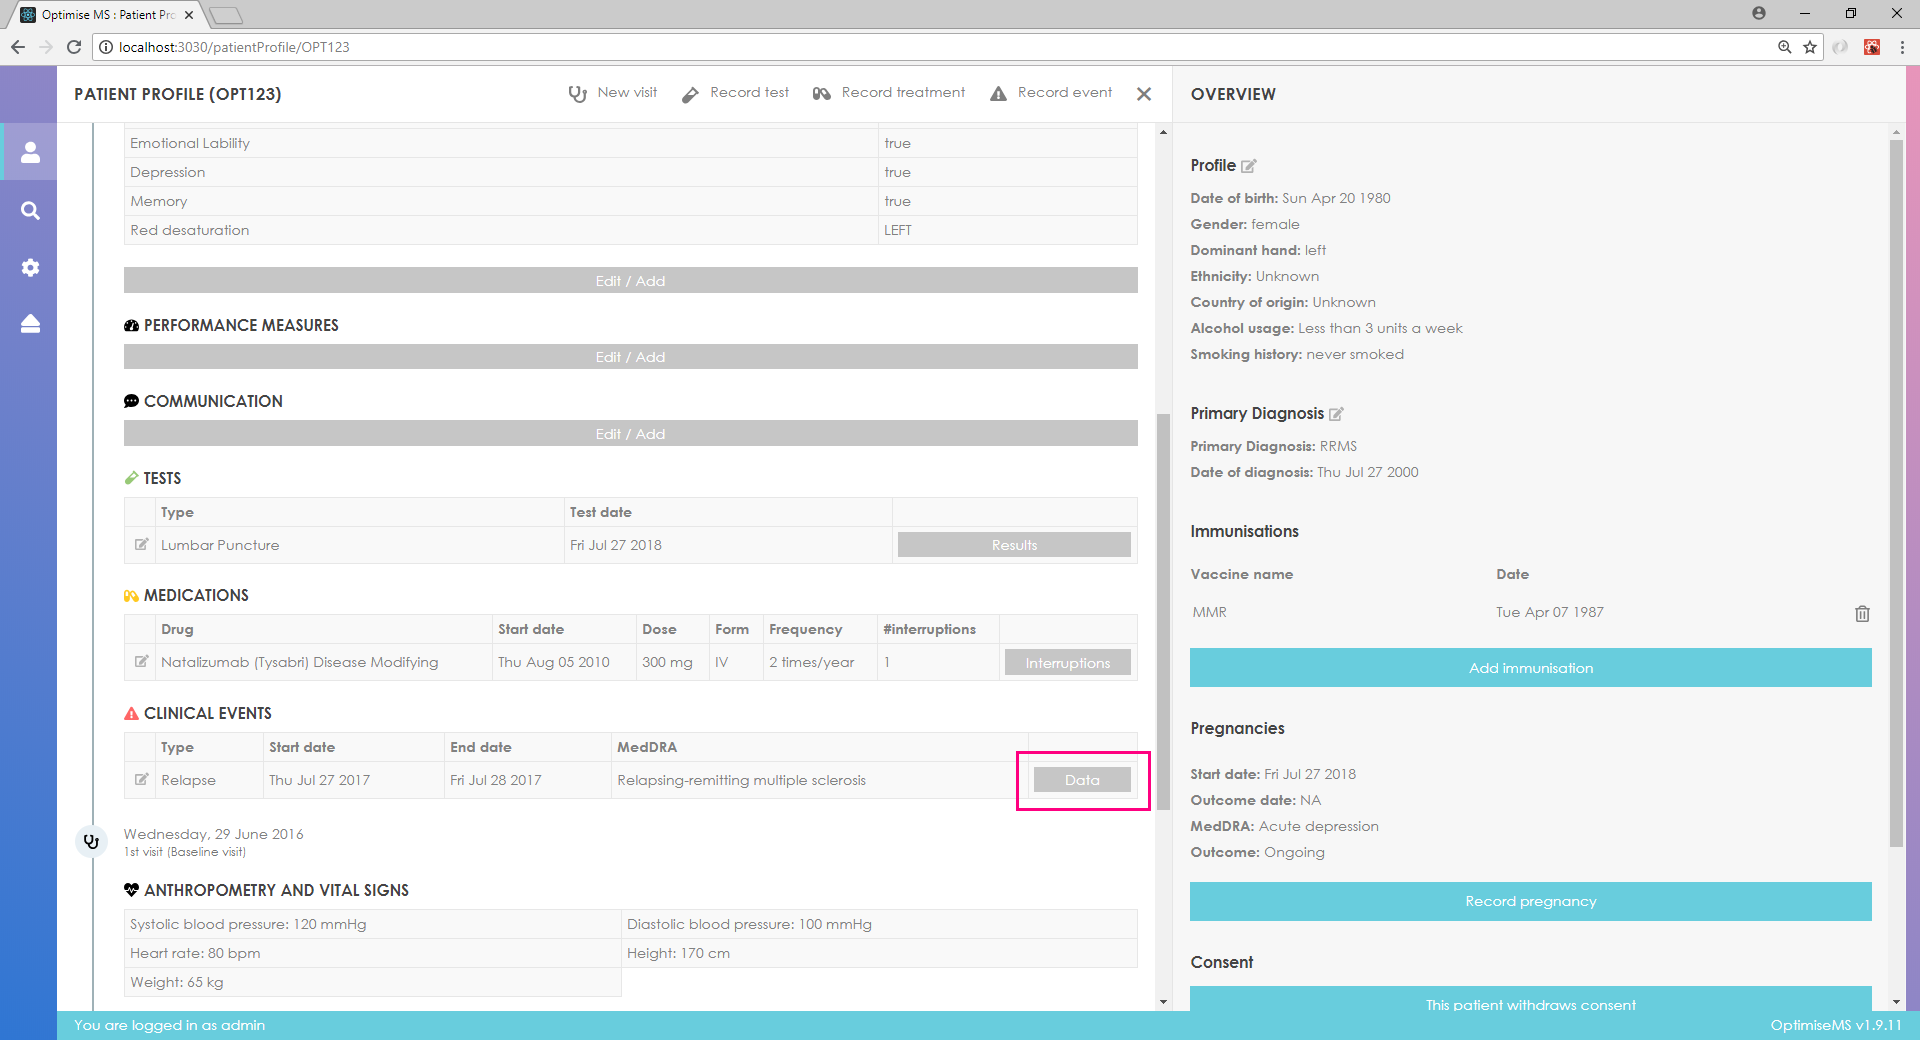 Optimise MS : Patient Pro
localhost:3030/patientProfile/OPT123
PATIENT PROFILE (OPT123)
New visit
Record test
Record treatment
Record event
OVERVIEW
Emotional Lability true
Depression true
Memory true
Red desaturation LEFT
Edit / Add
PERFORMANCE MEASURES
Edit / Add
COMMUNICATION
Edit / Add
TESTS
Type Test date
Lumbar Puncture Fri Jul 27 2018 Results
MEDICATIONS
Drug Start date Dose Form Frequency #interruptions
Natalizumab (Tysabri) Disease Modifying Thu Aug 05 2010 300 mg IV 2 times/year 1 Interruptions
CLINICAL EVENTS
Type Start date End date MedDRA
Relapse Thu Jul 27 2017 Fri Jul 28 2017 Relapsing-remitting multiple sclerosis Data
Wednesday, 29 June 2016
1st visit (Baseline visit)
ANTHROPOMETRY AND VITAL SIGNS
Systolic blood pressure: 120 mmHg Diastolic blood pressure: 100 mmHg
Heart rate: 80 bpm Height: 170 cm
Weight: 65 kg
Profile
Date of birth: Sun Apr 20 1980
Gender: female
Dominant hand: left
Ethnicity: Unknown
Country of origin: Unknown
Alcohol usage: Less than 3 units a week
Smoking history: never smoked
Primary Diagnosis
Primary Diagnosis: RRMS
Date of diagnosis: Thu Jul 27 2000
Immunisations
Vaccine name Date
MMR Tue Apr 07 1987
Add immunisation
Pregnancies
Start date: Fri Jul 27 2018
Outcome date: NA
MedDRA: Acute depression
Outcome: Ongoing
Record pregnancy
Consent
This patient withdraws consent
You are logged in as admin
OptimiseMS v1.9.11